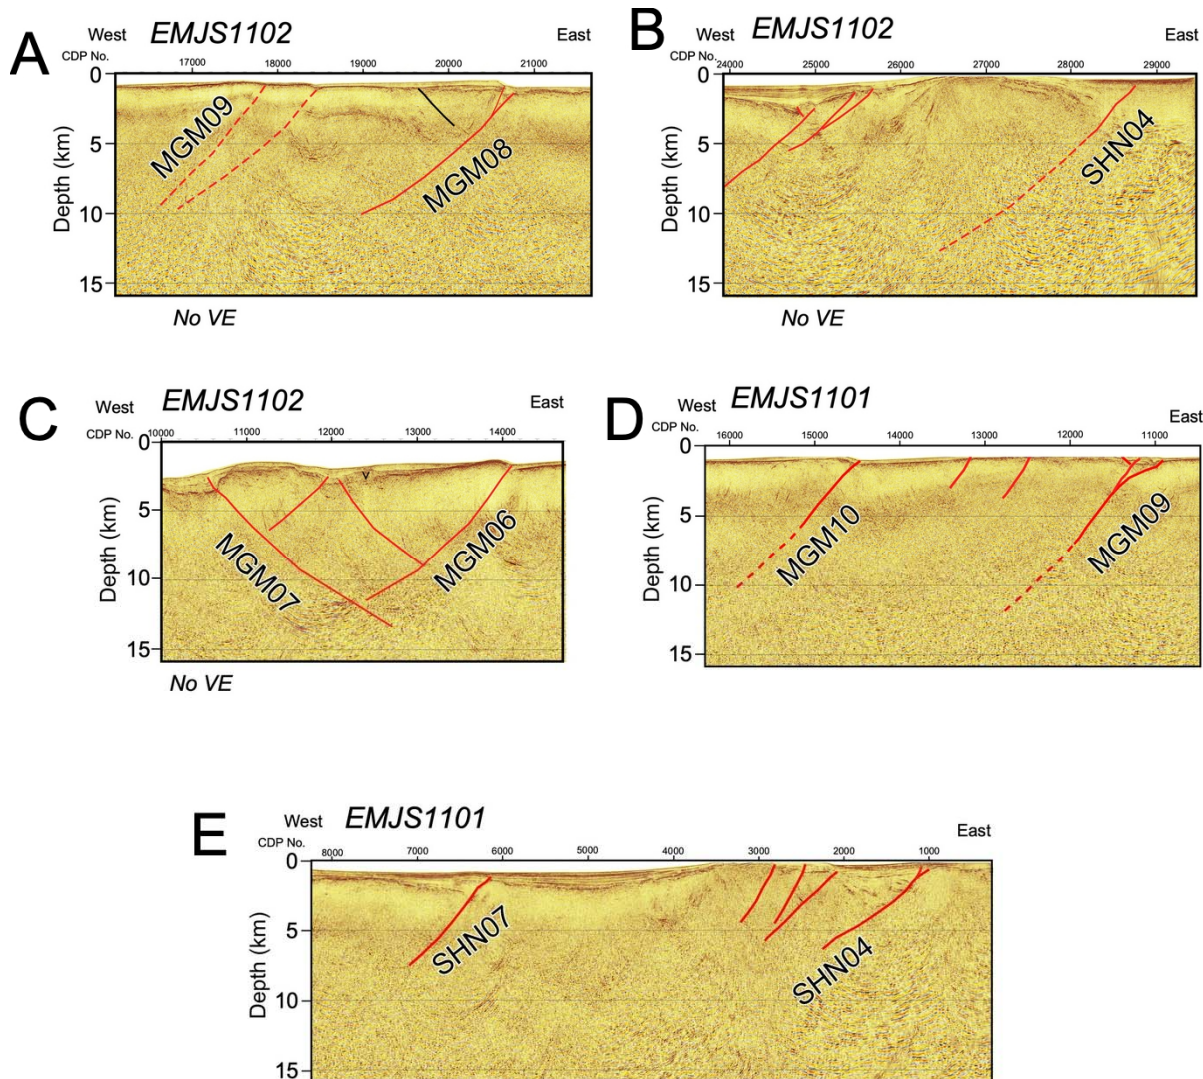 A
West EMJS1102 East
CDP No. 17000 18000 19000 20000 21000
0
5
10
15
Depth (km)
MGM09
MGM08
No VE
B
West EMJS1102 East
CDP No. 24000 25000 26000 27000 28000 29000
0
5
10
15
Depth (km)
SHN04
No VE
C
West EMJS1102 East
CDP No. 10000 11000 12000 13000 14000
0
5
10
15
Depth (km)
V
MGM07
MGM06
No VE
D
West EMJS1101 East
CDP No. 16000 15000 14000 13000 12000 11000
0
5
10
15
Depth (km)
MGM10
MGM09
E
West EMJS1101 East
CDP No. 8000 7000 6000 5000 4000 3000 2000 1000
0
5
10
15
Depth (km)
SHN07
SHN04